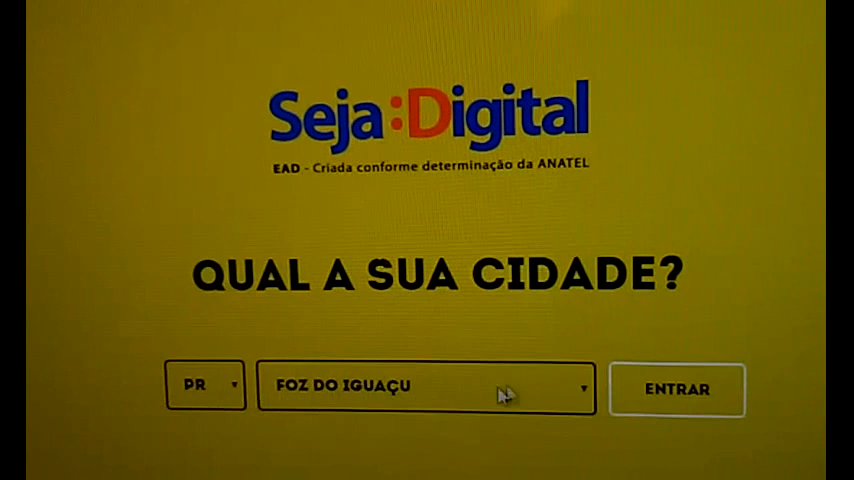 Seja:Digital
EAD - Criada conforme determinação da ANATEL
QUAL A SUA CIDADE?
PR FOZ DO IGUAÇU ENTRAR